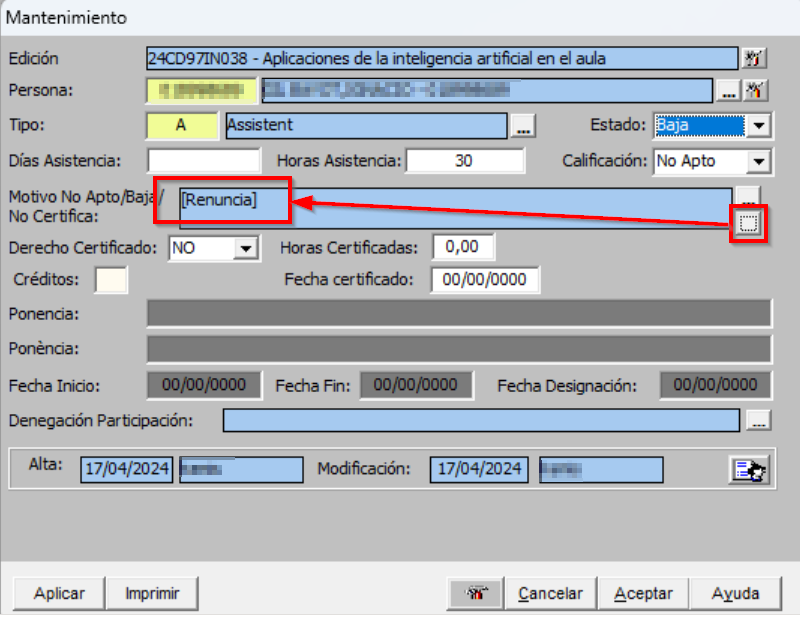 Mantenimiento
Edición 24CD97IN038 - Aplicaciones de la inteligencia artificial en el aula
Persona: ...
Tipo: A Assistent ... Estado: Baja
Días Asistencia: Horas Asistencia: 30 Calificación: No Apto
Motivo No Apto/Baja/ [Renuncia] ...
No Certifica:
Derecho Certificado: NO Horas Certificadas: 0,00
Créditos: Fecha certificado: 00/00/0000
Ponencia:
Ponència:
Fecha Inicio: 00/00/0000 Fecha Fin: 00/00/0000 Fecha Designación: 00/00/0000
Denegación Participación: ...
Alta: 17/04/2024 Modificación: 17/04/2024
Aplicar Imprimir Cancelar Aceptar Ayuda